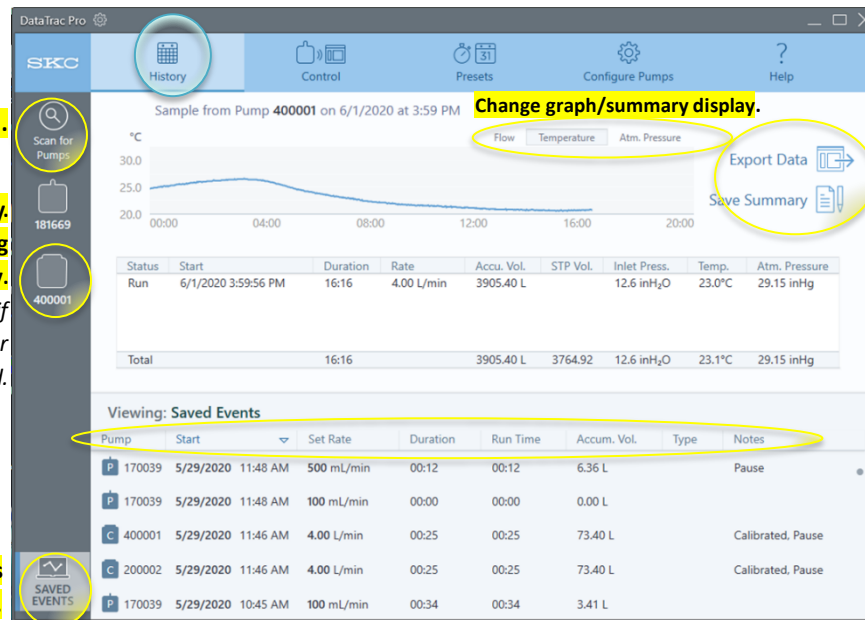 DataTrac Pro
SKC
History
Control
Presets
Configure Pumps
Help
Scan for
Pumps
181669
400001
SAVED
EVENTS
.
y.
g
y.
if
r
d.
s
Sample from Pump 400001 on 6/1/2020 at 3:59 PM
Change graph/summary display.
°C
Flow Temperature Atm. Pressure
30.0
25.0
20.0
00:00 04:00 08:00 12:00 16:00 20:00
Export Data
Save Summary
Status Start Duration Rate Accu. Vol. STP Vol. Inlet Press. Temp. Atm. Pressure
Run 6/1/2020 3:59:56 PM 16:16 4.00 L/min 3905.40 L 12.6 inH₂O 23.0°C 29.15 inHg
Total 16:16 3905.40 L 3764.92 12.6 inH₂O 23.1°C 29.15 inHg
Viewing: Saved Events
Pump Start Set Rate Duration Run Time Accum. Vol. Type Notes
P 170039 5/29/2020 11:48 AM 500 mL/min 00:12 00:12 6.36 L Pause
P 170039 5/29/2020 11:48 AM 100 mL/min 00:00 00:00 0.00 L
C 400001 5/29/2020 11:46 AM 4.00 L/min 00:25 00:25 73.40 L Calibrated, Pause
C 200002 5/29/2020 11:46 AM 4.00 L/min 00:25 00:25 73.40 L Calibrated, Pause
P 170039 5/29/2020 10:45 AM 100 mL/min 00:34 00:34 3.41 L